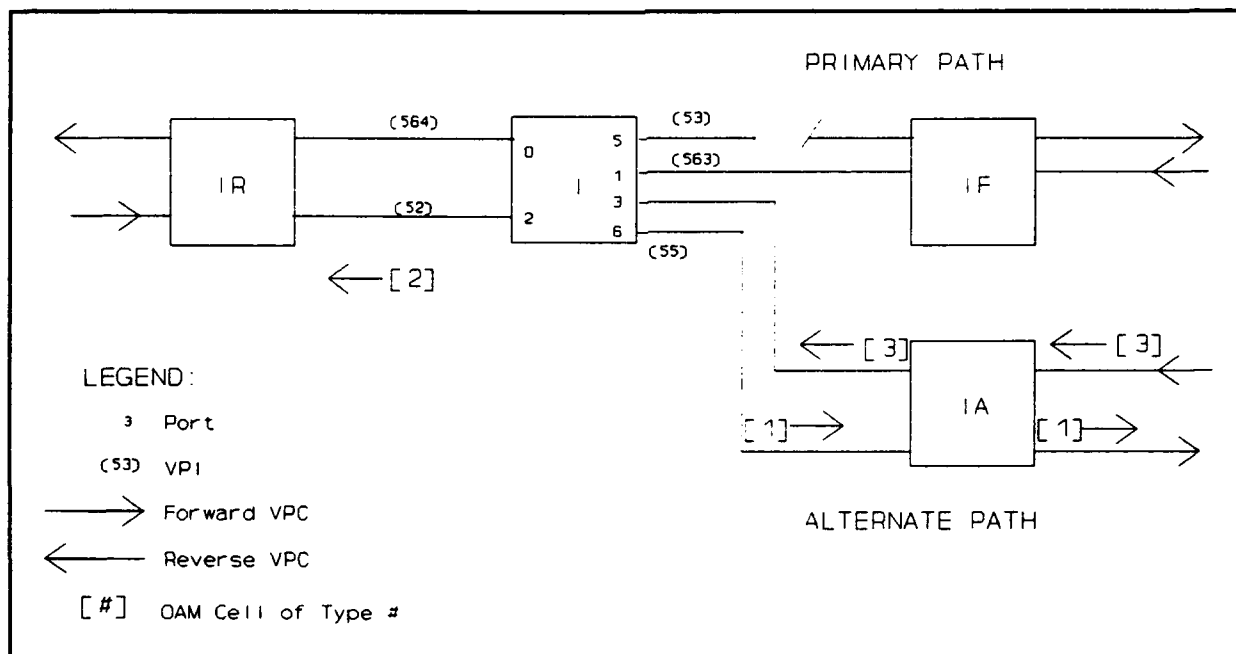 PRIMARY PATH
(564)
(53)
0
5
(563)
IR
I
1
IF
3
(52)
2
6
(55)
[2]
[3]
[3]
LEGEND:
IA
3 Port
[1]
[1]
(53) VPI
Forward VPC
ALTERNATE PATH
Reverse VPC
[#] OAM Cell of Type #